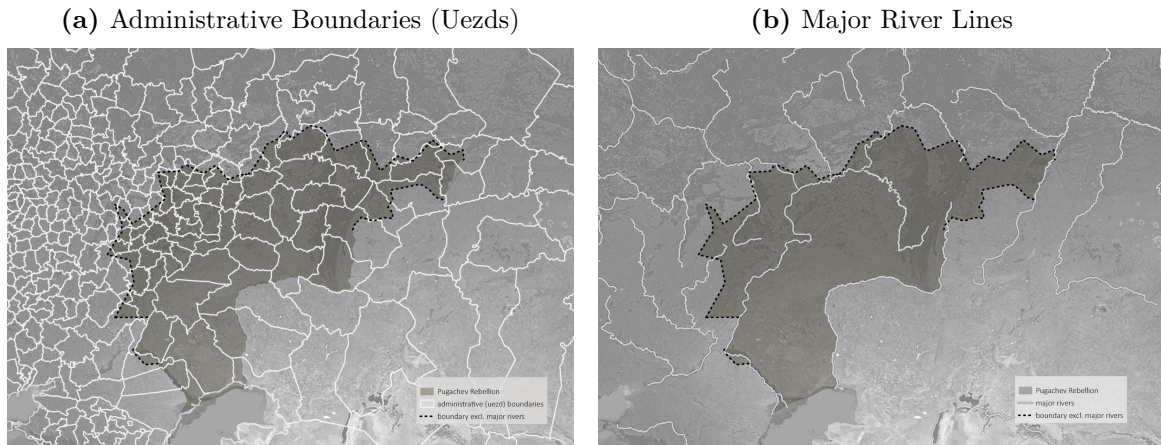 (a) Administrative Boundaries (Uezds)
(b) Major River Lines
Pugachev Rebellion
administrative (uezd) boundaries
boundary excl. major rivers
Pugachev Rebellion
major rivers
boundary excl. major rivers